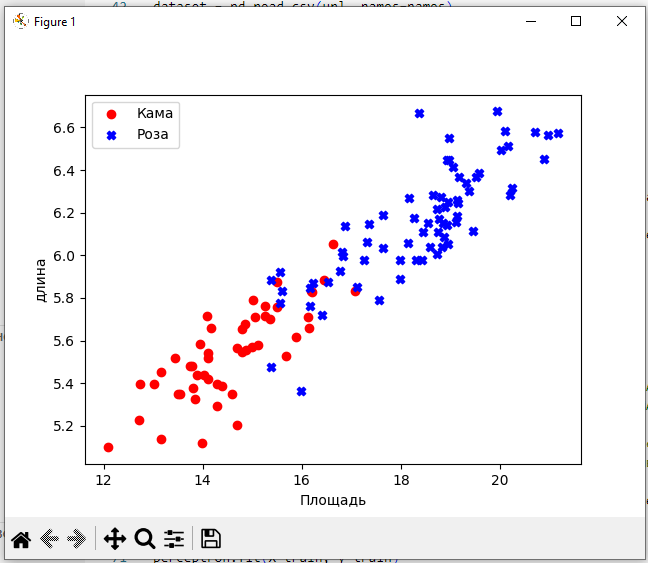 dataset = pd.read_csv(url, names=names)
Figure 1
Кама
Роза
6.6
6.4
6.2
6.0
5.8
5.6
5.4
5.2
длина
12
14
16
18
20
Площадь
perceptron.fit(X_train, Y_train)